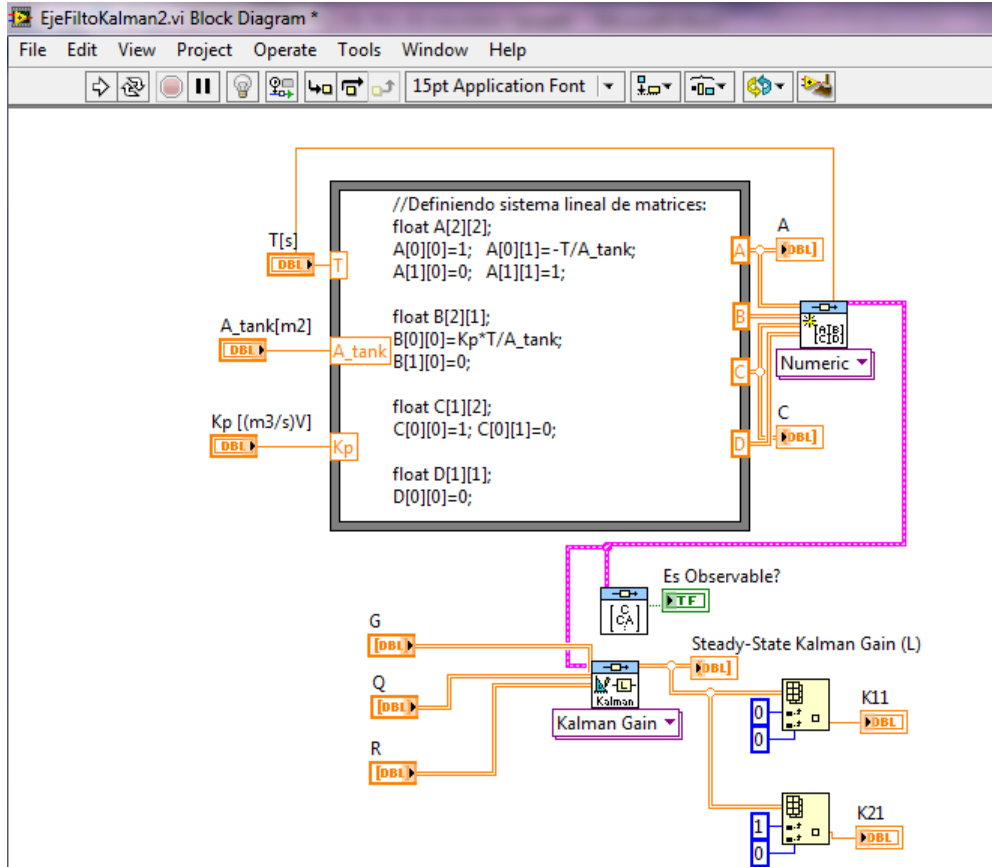 EjeFiltoKalman2.vi Block Diagram *
File Edit View Project Operate Tools Window Help
15pt Application Font
//Definiendo sistema lineal de matrices:
float A[2][2];
A[0][0]=1; A[0][1]=-T/A_tank;
A[1][0]=0; A[1][1]=1;
float B[2][1];
B[0][0]=Kp*T/A_tank;
B[1][0]=0;
float C[1][2];
C[0][0]=1; C[0][1]=0;
float D[1][1];
D[0][0]=0;
T[s]
DBL
T
A_tank[m2]
DBL
A_tank
Kp [(m3/s)V]
DBL
Kp
A
B
C
D
A
DBL]
[A|B]
[C|D]
Numeric
C
DBL]
Es Observable?
TF
C
CA
G
[DBL
Q
[DBL
R
[DBL
L
Kalman
Kalman Gain
Steady-State Kalman Gain (L)
DBL]
0
0
K11
DBL
1
0
K21
DBL